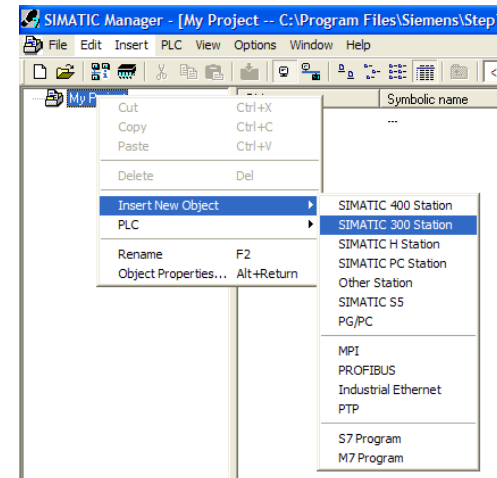 SIMATIC Manager - [My Project -- C:\Program Files\Siemens\Step
File Edit Insert PLC View Options Window Help
My
Symbolic name
---
Cut Ctrl+X
Copy Ctrl+C
Paste Ctrl+V
Delete Del
Insert New Object
PLC
Rename F2
Object Properties... Alt+Return
SIMATIC 400 Station
SIMATIC 300 Station
SIMATIC H Station
SIMATIC PC Station
Other Station
SIMATIC S5
PG/PC
MPI
PROFIBUS
Industrial Ethernet
PTP
S7 Program
M7 Program